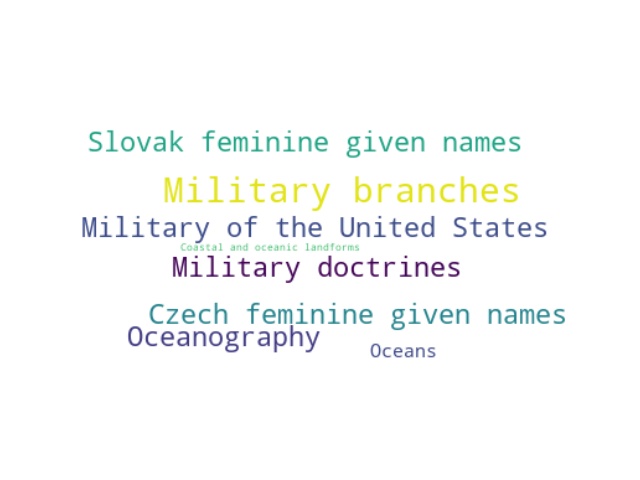 Slovak feminine given names
Military branches
Military of the United States
Coastal and oceanic landforms
Military doctrines
Czech feminine given names
Oceanography
Oceans